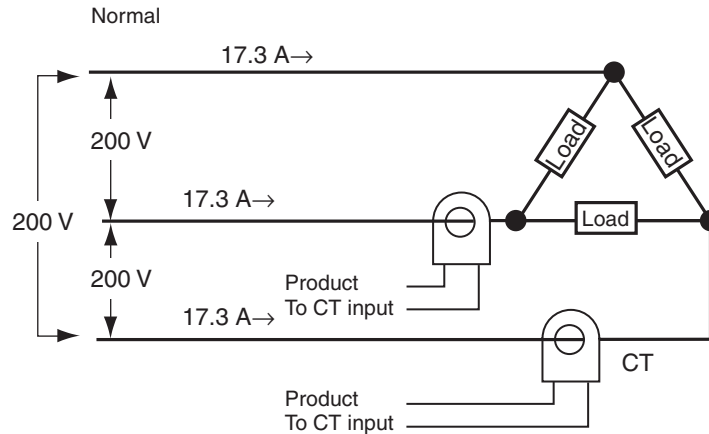 Normal
17.3 A→
200 V
Load
Load
17.3 A→
200 V
Load
200 V
Product
To CT input
17.3 A→
CT
Product
To CT input